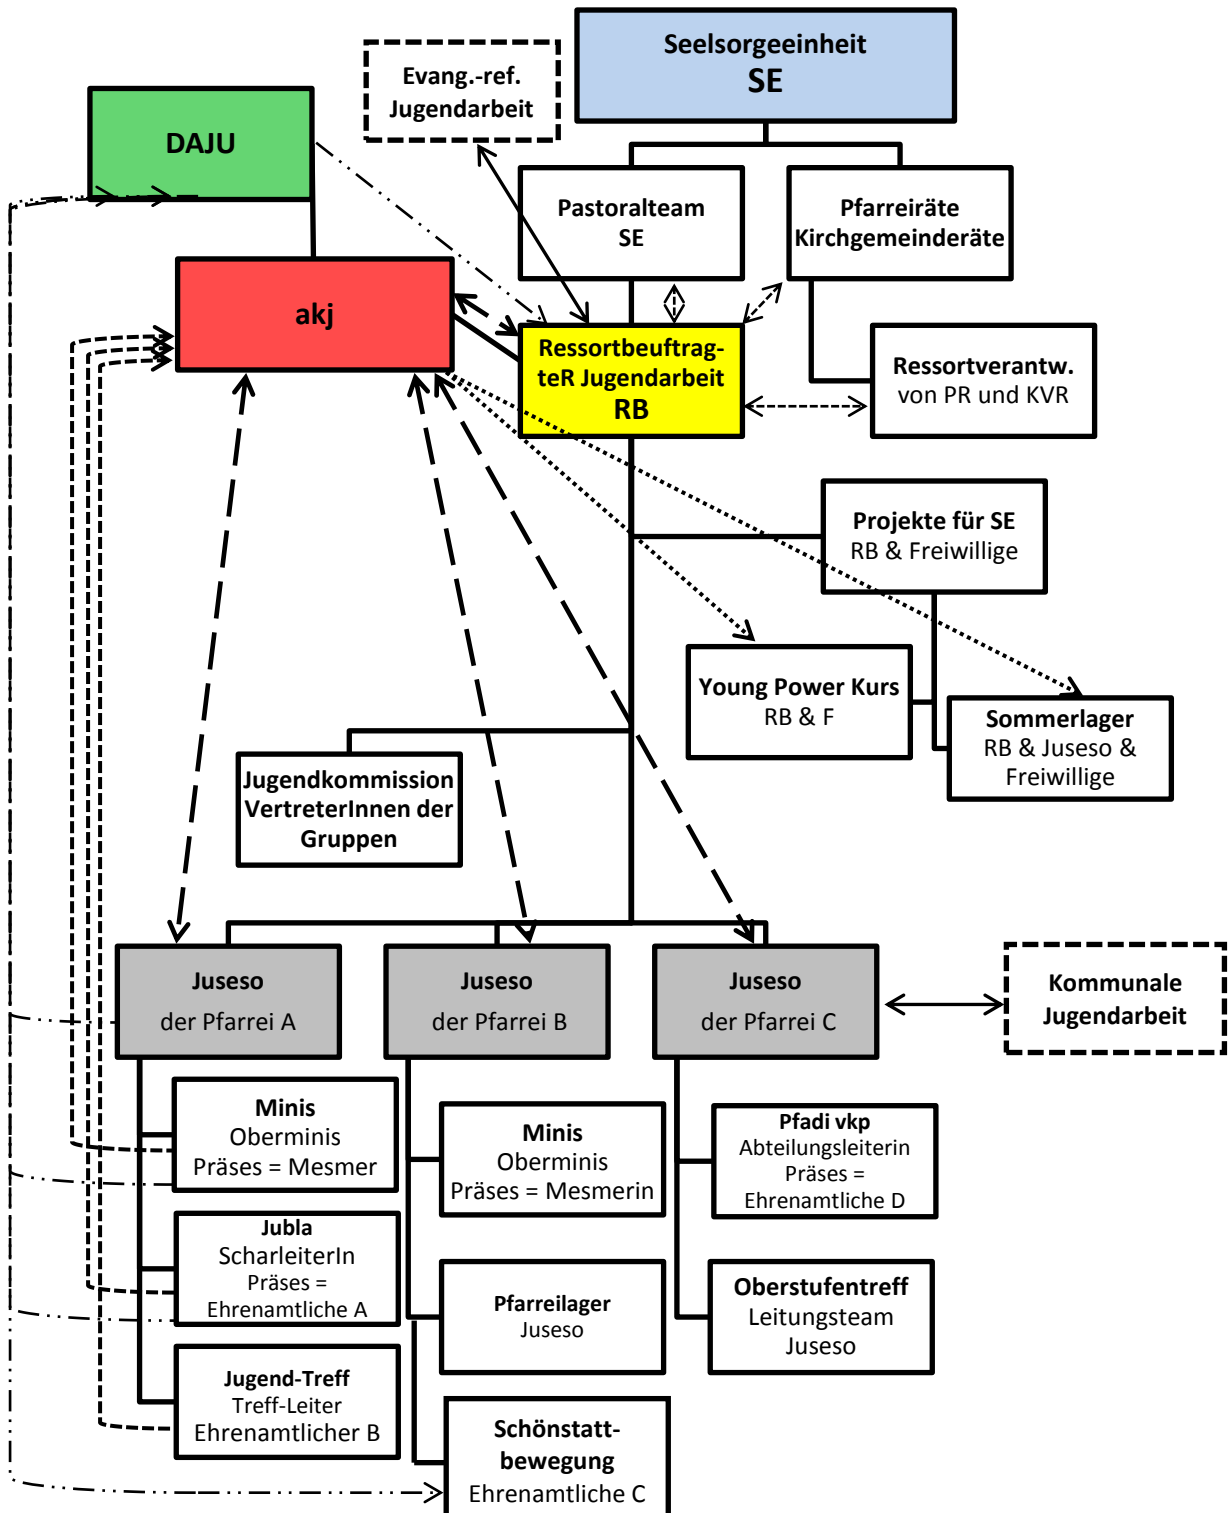 Seelsorgeeinheit
SE
Evang.-ref.
Jugendarbeit
DAJU
Pastoralteam
SE
Pfarreiräte
Kirchgemeinderäte
akj
Ressortbeuftrag-
teR Jugendarbeit
RB
Ressortverantw.
von PR und KVR
Projekte für SE
RB & Freiwillige
Young Power Kurs
RB & F
Sommerlager
RB & Juseso &
Freiwillige
Jugendkommission
VertreterInnen der
Gruppen
Juseso
der Pfarrei A
Juseso
der Pfarrei B
Juseso
der Pfarrei C
Kommunale
Jugendarbeit
Minis
Oberminis
Präses = Mesmer
Minis
Oberminis
Präses = Mesmerin
Pfadi vkp
Abteilungsleiterin
Präses =
Ehrenamtliche D
Jubla
ScharleiterIn
Präses =
Ehrenamtliche A
Pfarreilager
Juseso
Oberstufentreff
Leitungsteam
Juseso
Jugend-Treff
Treff-Leiter
Ehrenamtlicher B
Schönstatt-
bewegung
Ehrenamtliche C